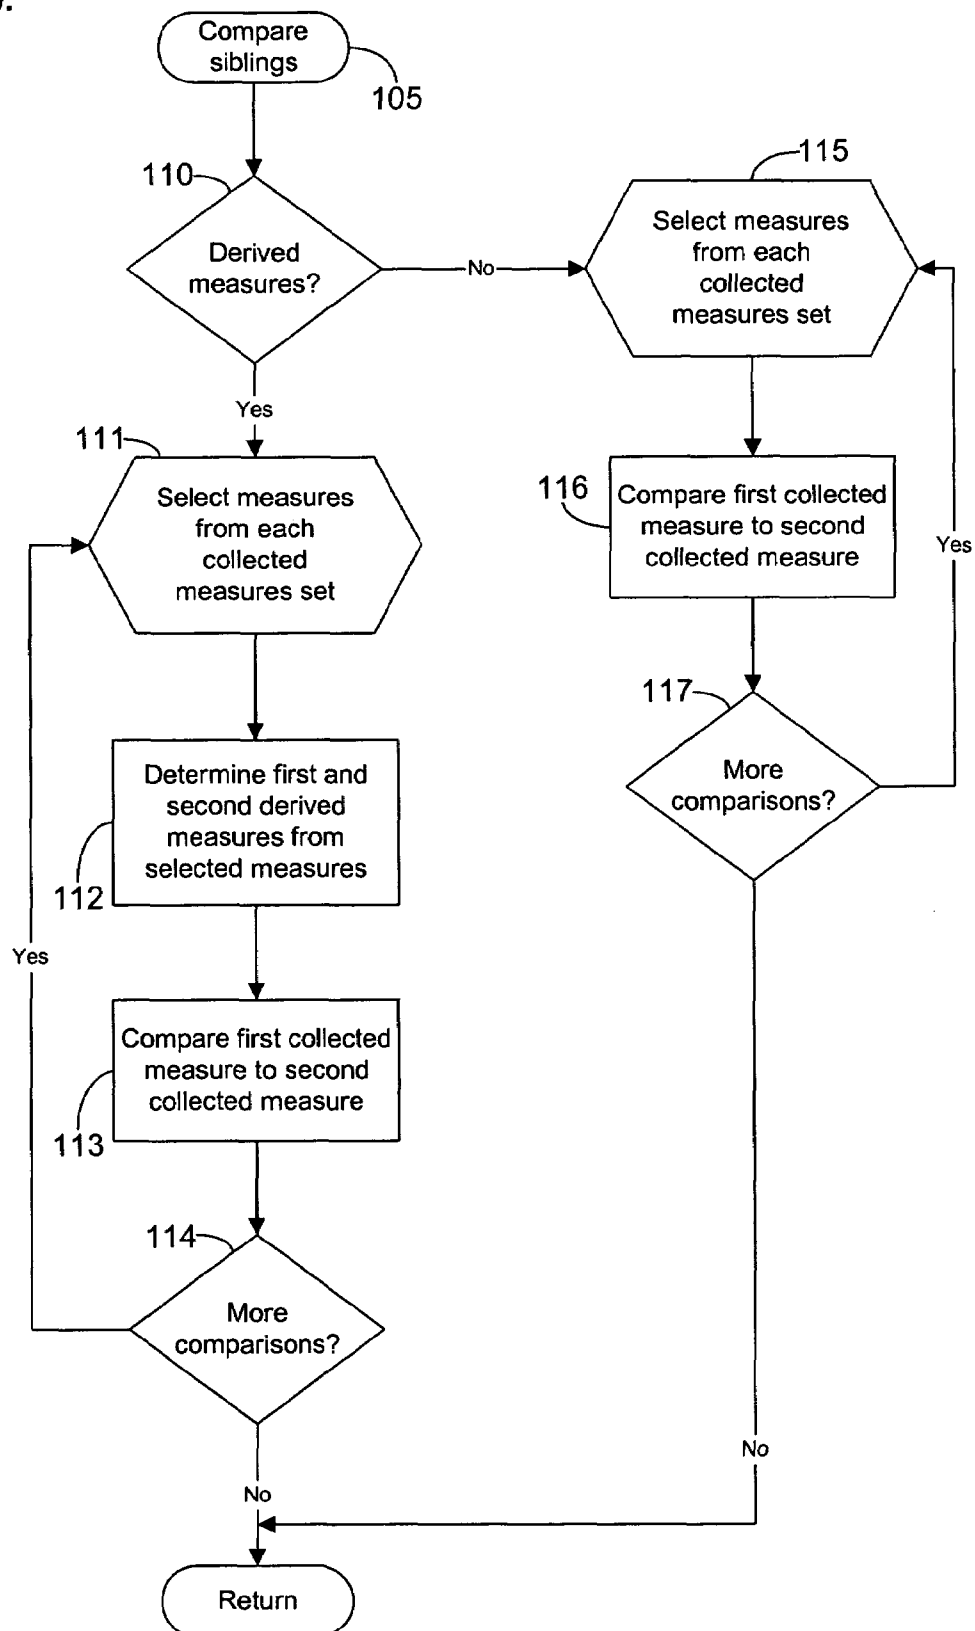 Compare
siblings
105
110
Derived
measures?
No
115
Select measures
from each
collected
measures set
Yes
111
Select measures
from each
collected
measures set
116
Compare first collected
measure to second
collected measure
Yes
117
More
comparisons?
Determine first and
second derived
measures from
selected measures
112
Yes
Compare first collected
measure to second
collected measure
113
114
More
comparisons?
No
No
Return